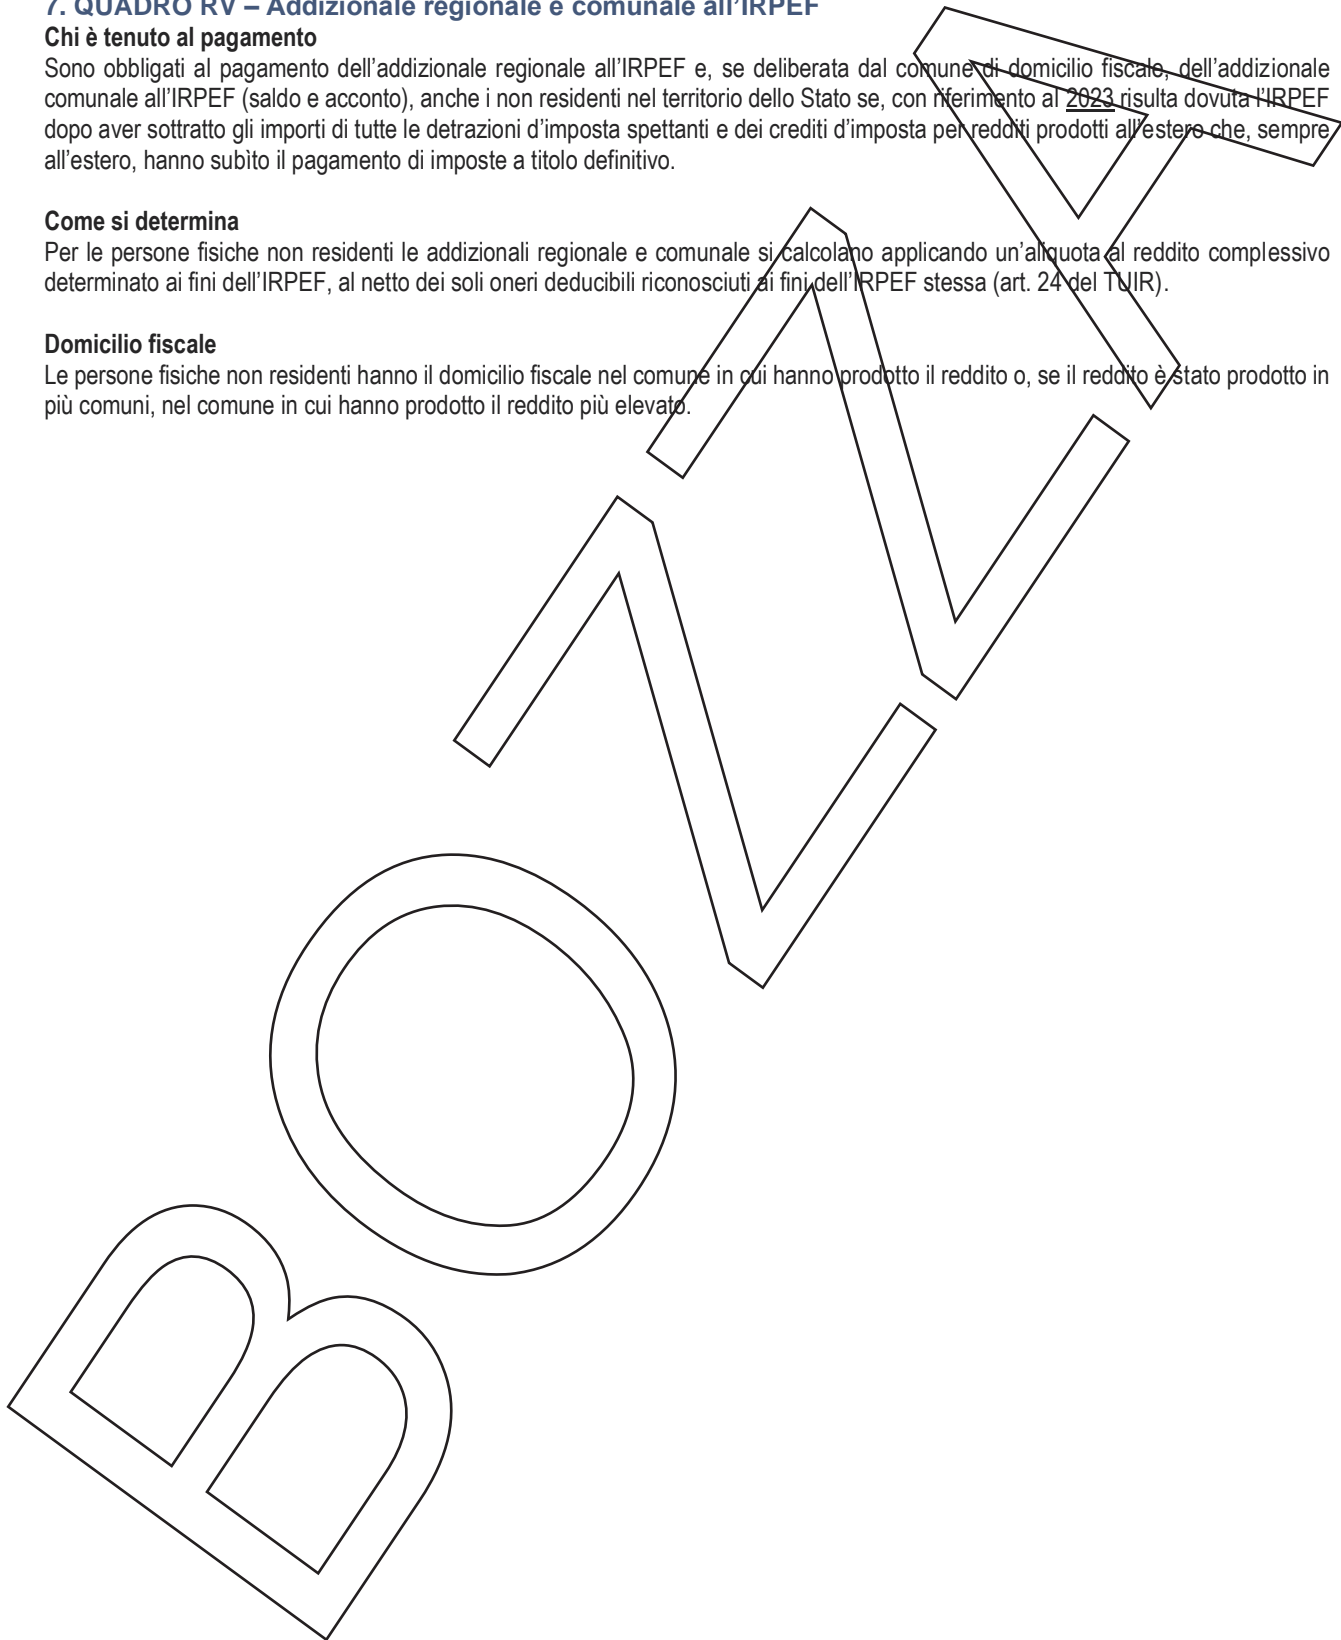 7. QUADRO RV – Addizionale regionale e comunale all'IRPEF
Chi è tenuto al pagamento
Sono obbligati al pagamento dell'addizionale regionale all'IRPEF e, se deliberata dal comune di domicilio fiscale, dell'addizionale
comunale all'IRPEF (saldo e acconto), anche i non residenti nel territorio dello Stato se, con riferimento al 2023 risulta dovuta l'IRPEF
dopo aver sottratto gli importi di tutte le detrazioni d'imposta spettanti e dei crediti d'imposta per redditi prodotti all'estero che, sempre
all'estero, hanno subìto il pagamento di imposte a titolo definitivo.
Come si determina
Per le persone fisiche non residenti le addizionali regionale e comunale si calcolano applicando un'aliquota al reddito complessivo
determinato ai fini dell'IRPEF, al netto dei soli oneri deducibili riconosciuti ai fini dell'IRPEF stessa (art. 24 del TUIR).
Domicilio fiscale
Le persone fisiche non residenti hanno il domicilio fiscale nel comune in cui hanno prodotto il reddito o, se il reddito è stato prodotto in
più comuni, nel comune in cui hanno prodotto il reddito più elevato.
BOZZA